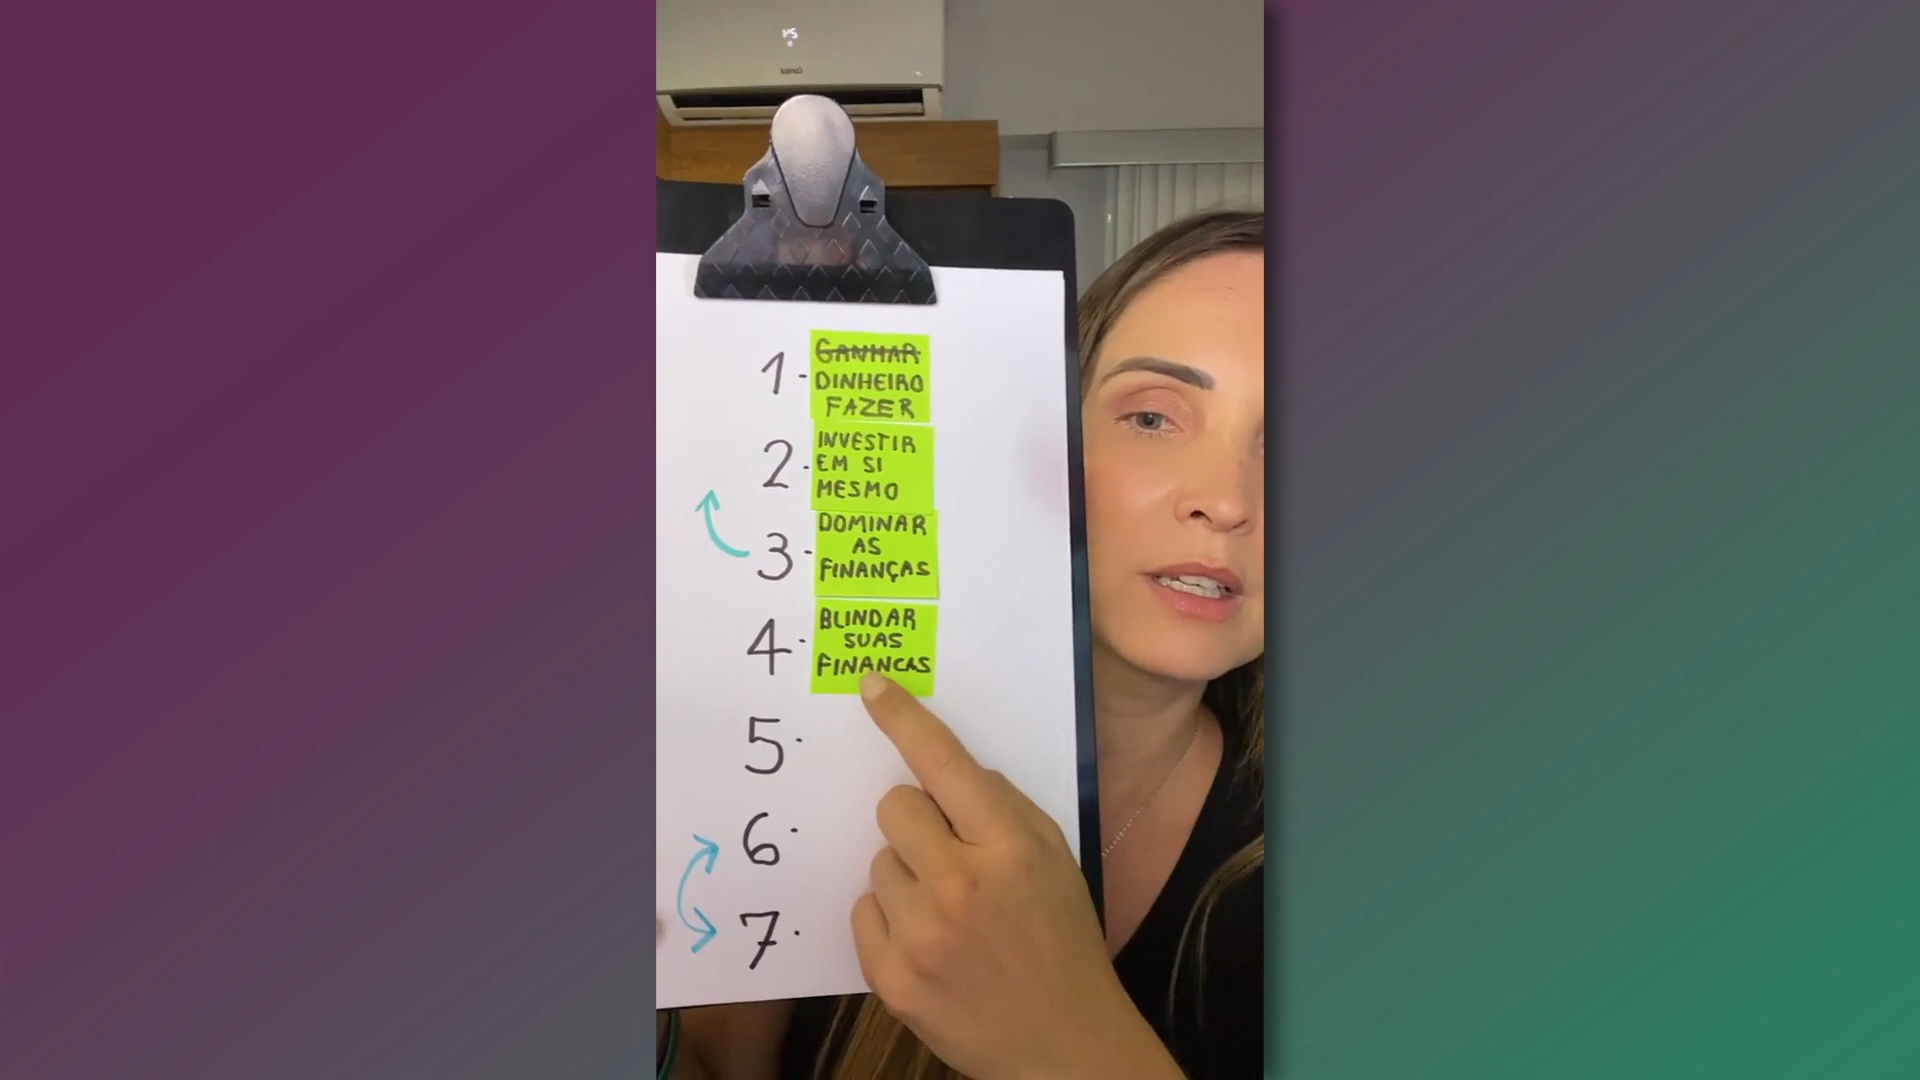 1. GANHAR
DINHEIRO
FAZER
2. INVESTIR
EM SI
MESMO
3. DOMINAR
AS
FINANÇAS
4. BLINDAR
SUAS
FINANCAS
5.
6.
7.
Consul